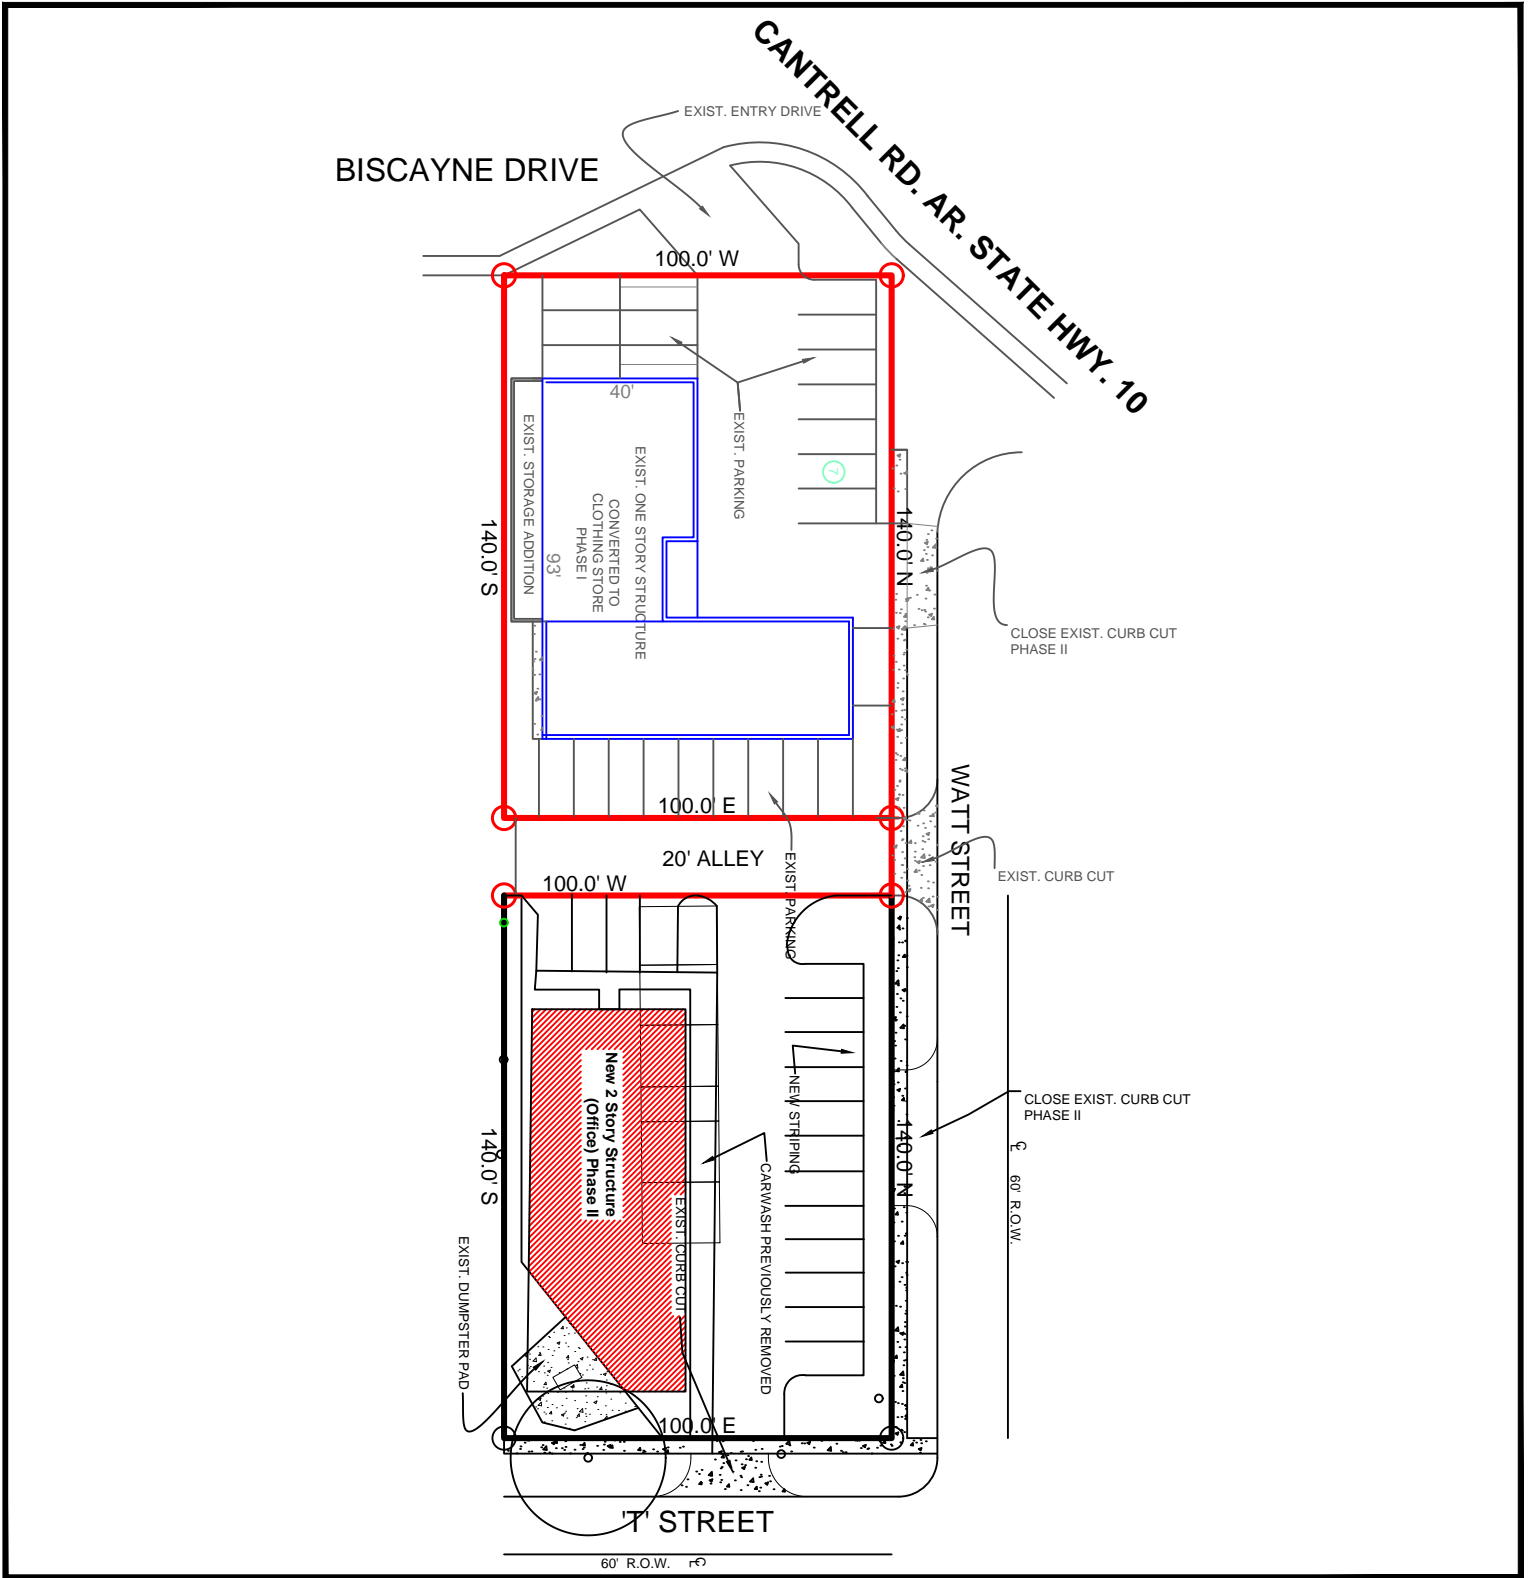 CANTRELL RD. AR. STATE HWY. 10
EXIST. ENTRY DRIVE
BISCAYNE DRIVE
100.0' W
40'
EXIST. PARKING
EXIST. STORAGE ADDITION
EXIST. ONE STORY STRUCTURE
CONVERTED TO
CLOTHING STORE
PHASE I
93'
7
140.0' S
140.0' N
CLOSE EXIST. CURB CUT
PHASE II
WATT STREET
100.0' E
20' ALLEY
EXIST. PARKING
EXIST. CURB CUT
100.0' W
New 2 Story Structure
(Office) Phase II
NEW STRIPING
CLOSE EXIST. CURB CUT
PHASE II
140.0' S
140.0' N
CL 60' R.O.W.
CARWASH PREVIOUSLY REMOVED
EXIST. CURB CUT
EXIST. DUMPSTER PAD
100.0' E
'T' STREET
60' R.O.W. CL